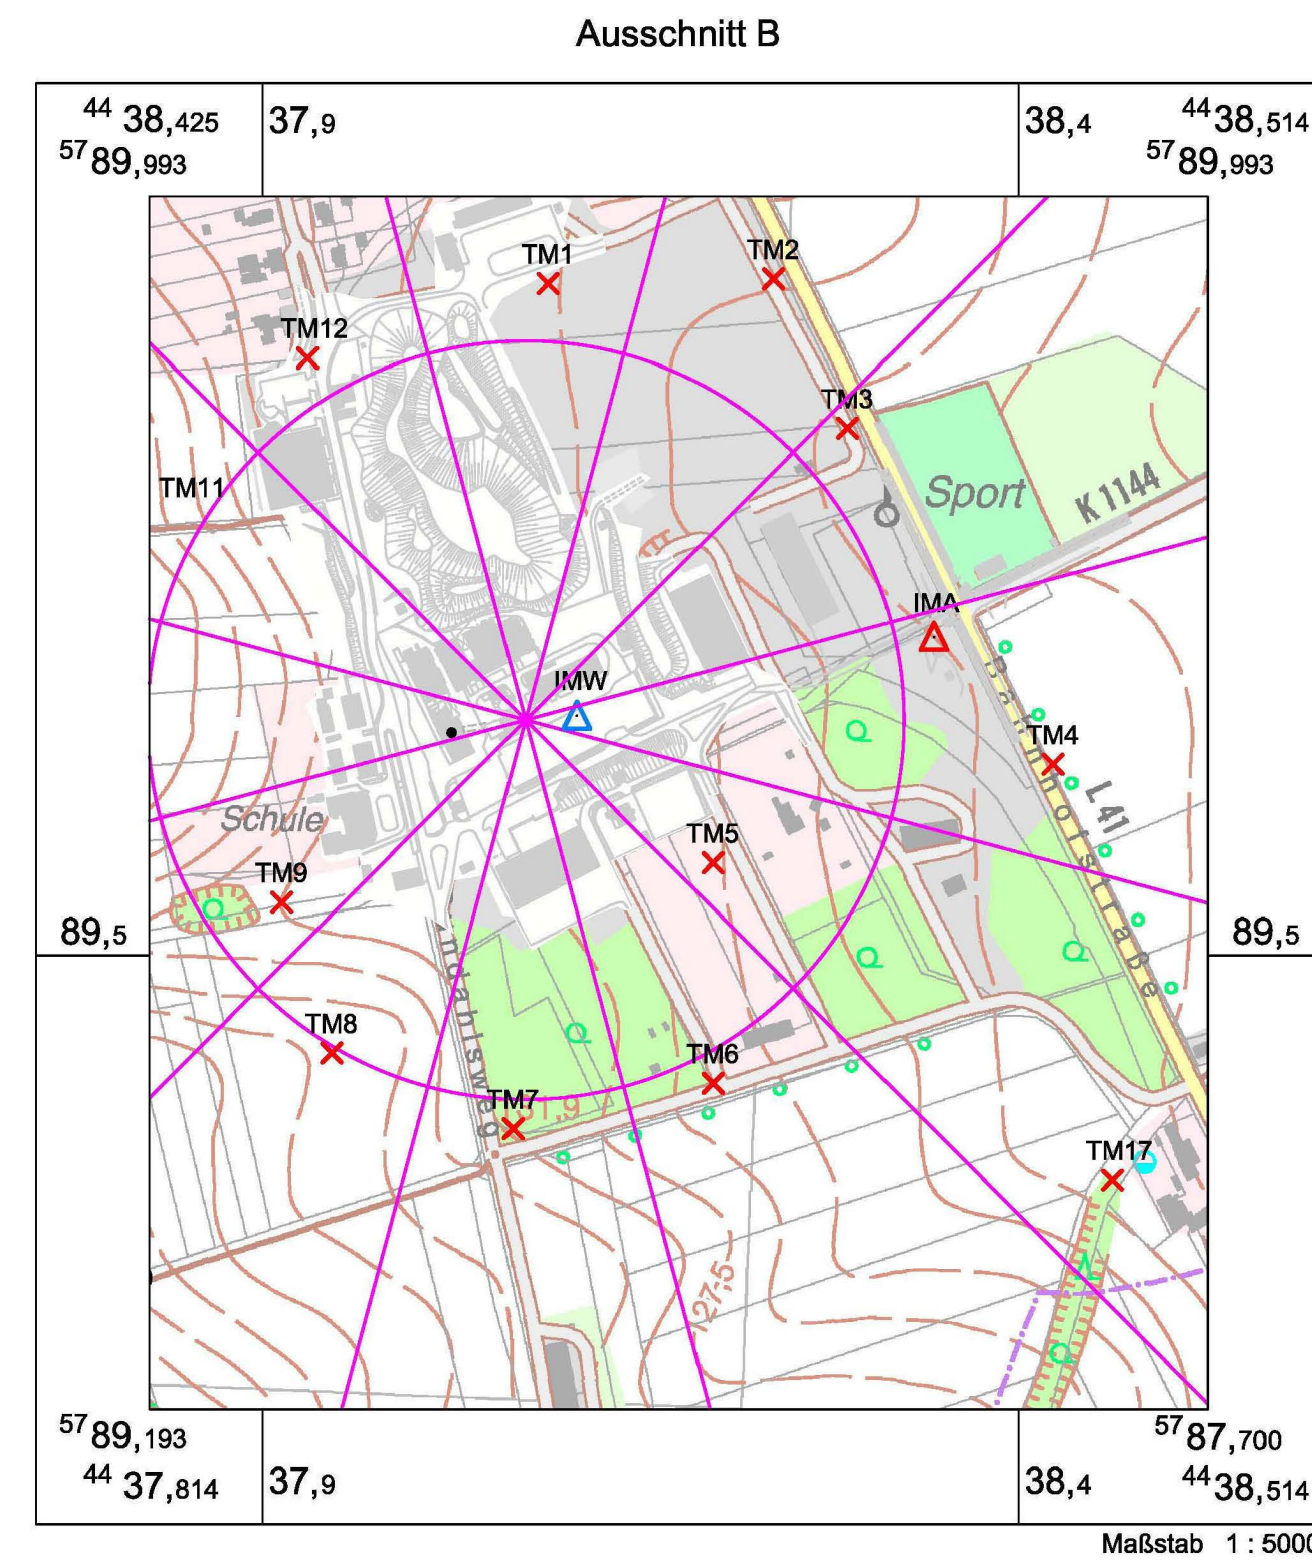 Ausschnitt B
44 38,425 37,9 38,4 44 38,514
57 89,993 57 89,993
TM1
TM2
TM12
TM3
TM11
Sport
K 1144
IMA
IMW
TM4
L 41
Bahnhofstraße
Schule
TM5
TM9
89,5 89,5
ndahlsweg
TM8
TM6
TM7
131,9
TM17
127,5
57 89,193 57 87,700
44 37,814 37,9 38,4 44 38,514
Maßstab 1 : 5000